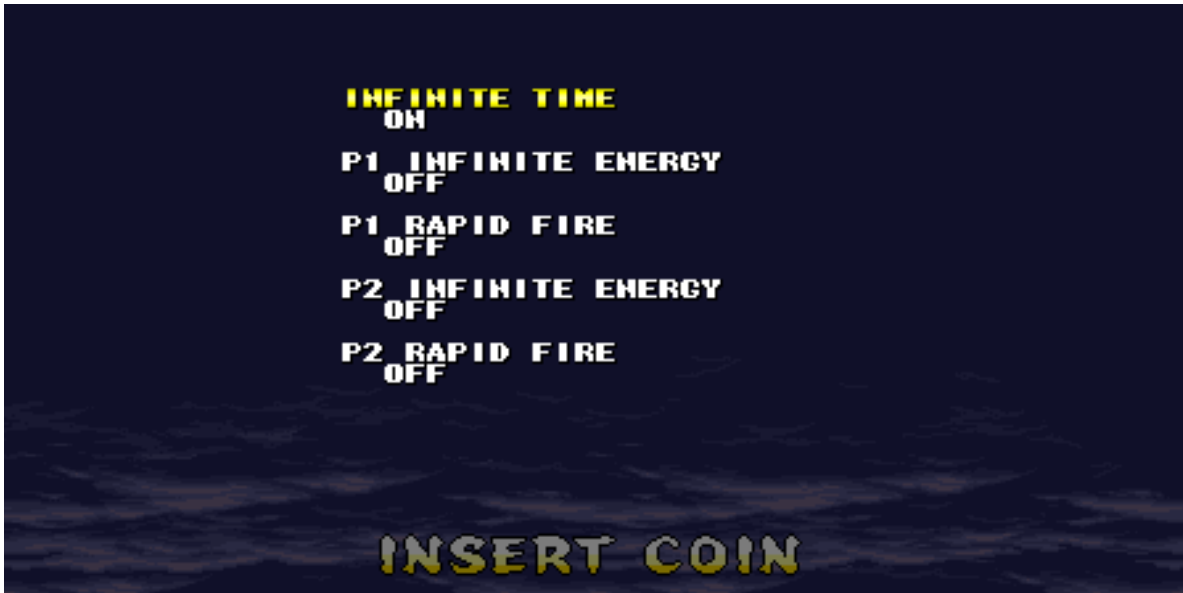 INFINITE TIME
ON
P1 INFINITE ENERGY
OFF
P1 RAPID FIRE
OFF
P2 INFINITE ENERGY
OFF
P2 RAPID FIRE
OFF
INSERT COIN